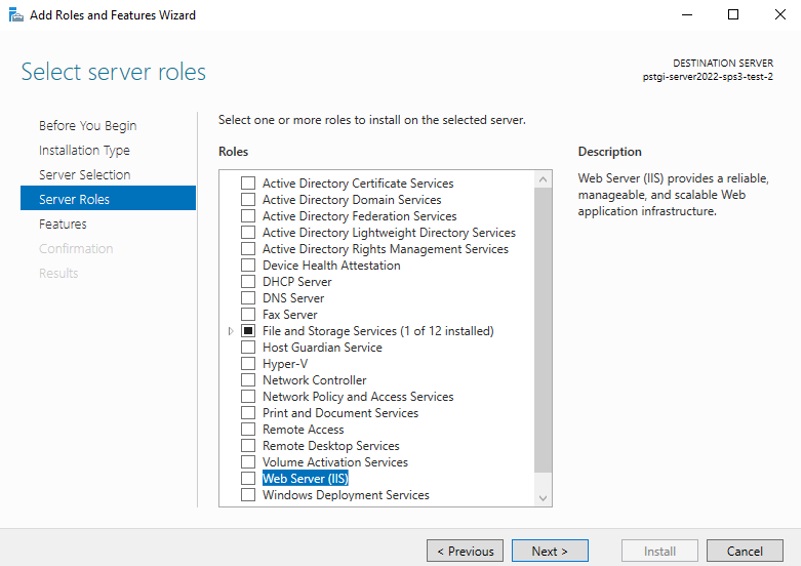 Add Roles and Features Wizard
Select server roles
DESTINATION SERVER
pstgi-server2022-sps3-test-2
Before You Begin
Installation Type
Server Selection
Server Roles
Features
Confirmation
Results
Select one or more roles to install on the selected server.
Roles
Active Directory Certificate Services
Active Directory Domain Services
Active Directory Federation Services
Active Directory Lightweight Directory Services
Active Directory Rights Management Services
Device Health Attestation
DHCP Server
DNS Server
Fax Server
File and Storage Services (1 of 12 installed)
Host Guardian Service
Hyper-V
Network Controller
Network Policy and Access Services
Print and Document Services
Remote Access
Remote Desktop Services
Volume Activation Services
Web Server (IIS)
Windows Deployment Services
Description
Web Server (IIS) provides a reliable,
manageable, and scalable Web
application infrastructure.
< Previous
Next >
Install
Cancel